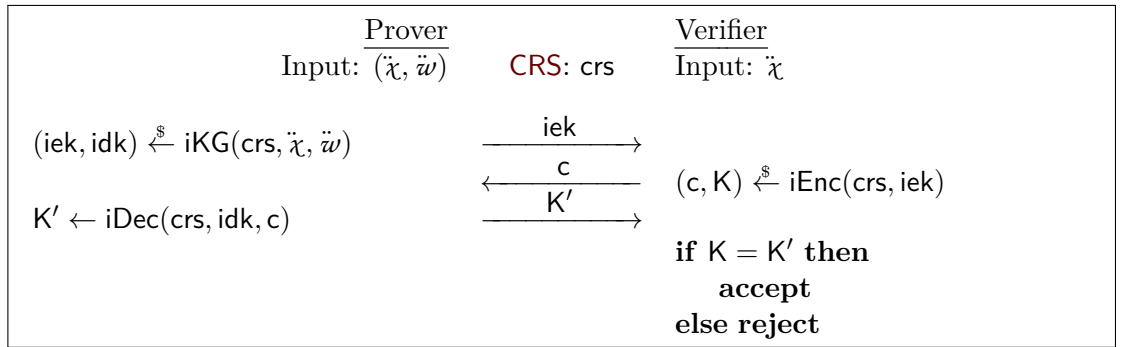 Prover Verifier
Input: (ẍ, ẅ) CRS: crs Input: ẍ
(iek, idk) ←$ iKG(crs, ẍ, ẅ) iek
c (c, K) ←$ iEnc(crs, iek)
K′ ← iDec(crs, idk, c) K′
if K = K′ then
accept
else reject